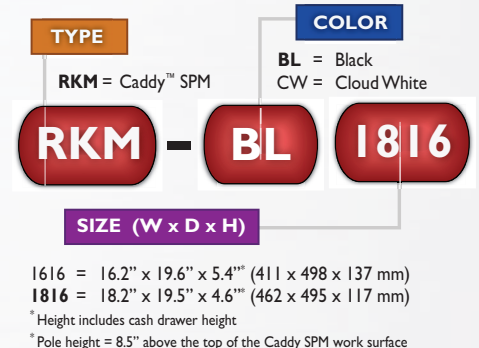 TYPE
COLOR
RKM = Caddy™ SPM
BL = Black
CW = Cloud White
RKM - BL 1816
SIZE (W x D x H)
1616 = 16.2” x 19.6” x 5.4”* (411 x 498 x 137 mm)
1816 = 18.2” x 19.5” x 4.6”* (462 x 495 x 117 mm)
* Height includes cash drawer height
* Pole height = 8.5” above the top of the Caddy SPM work surface